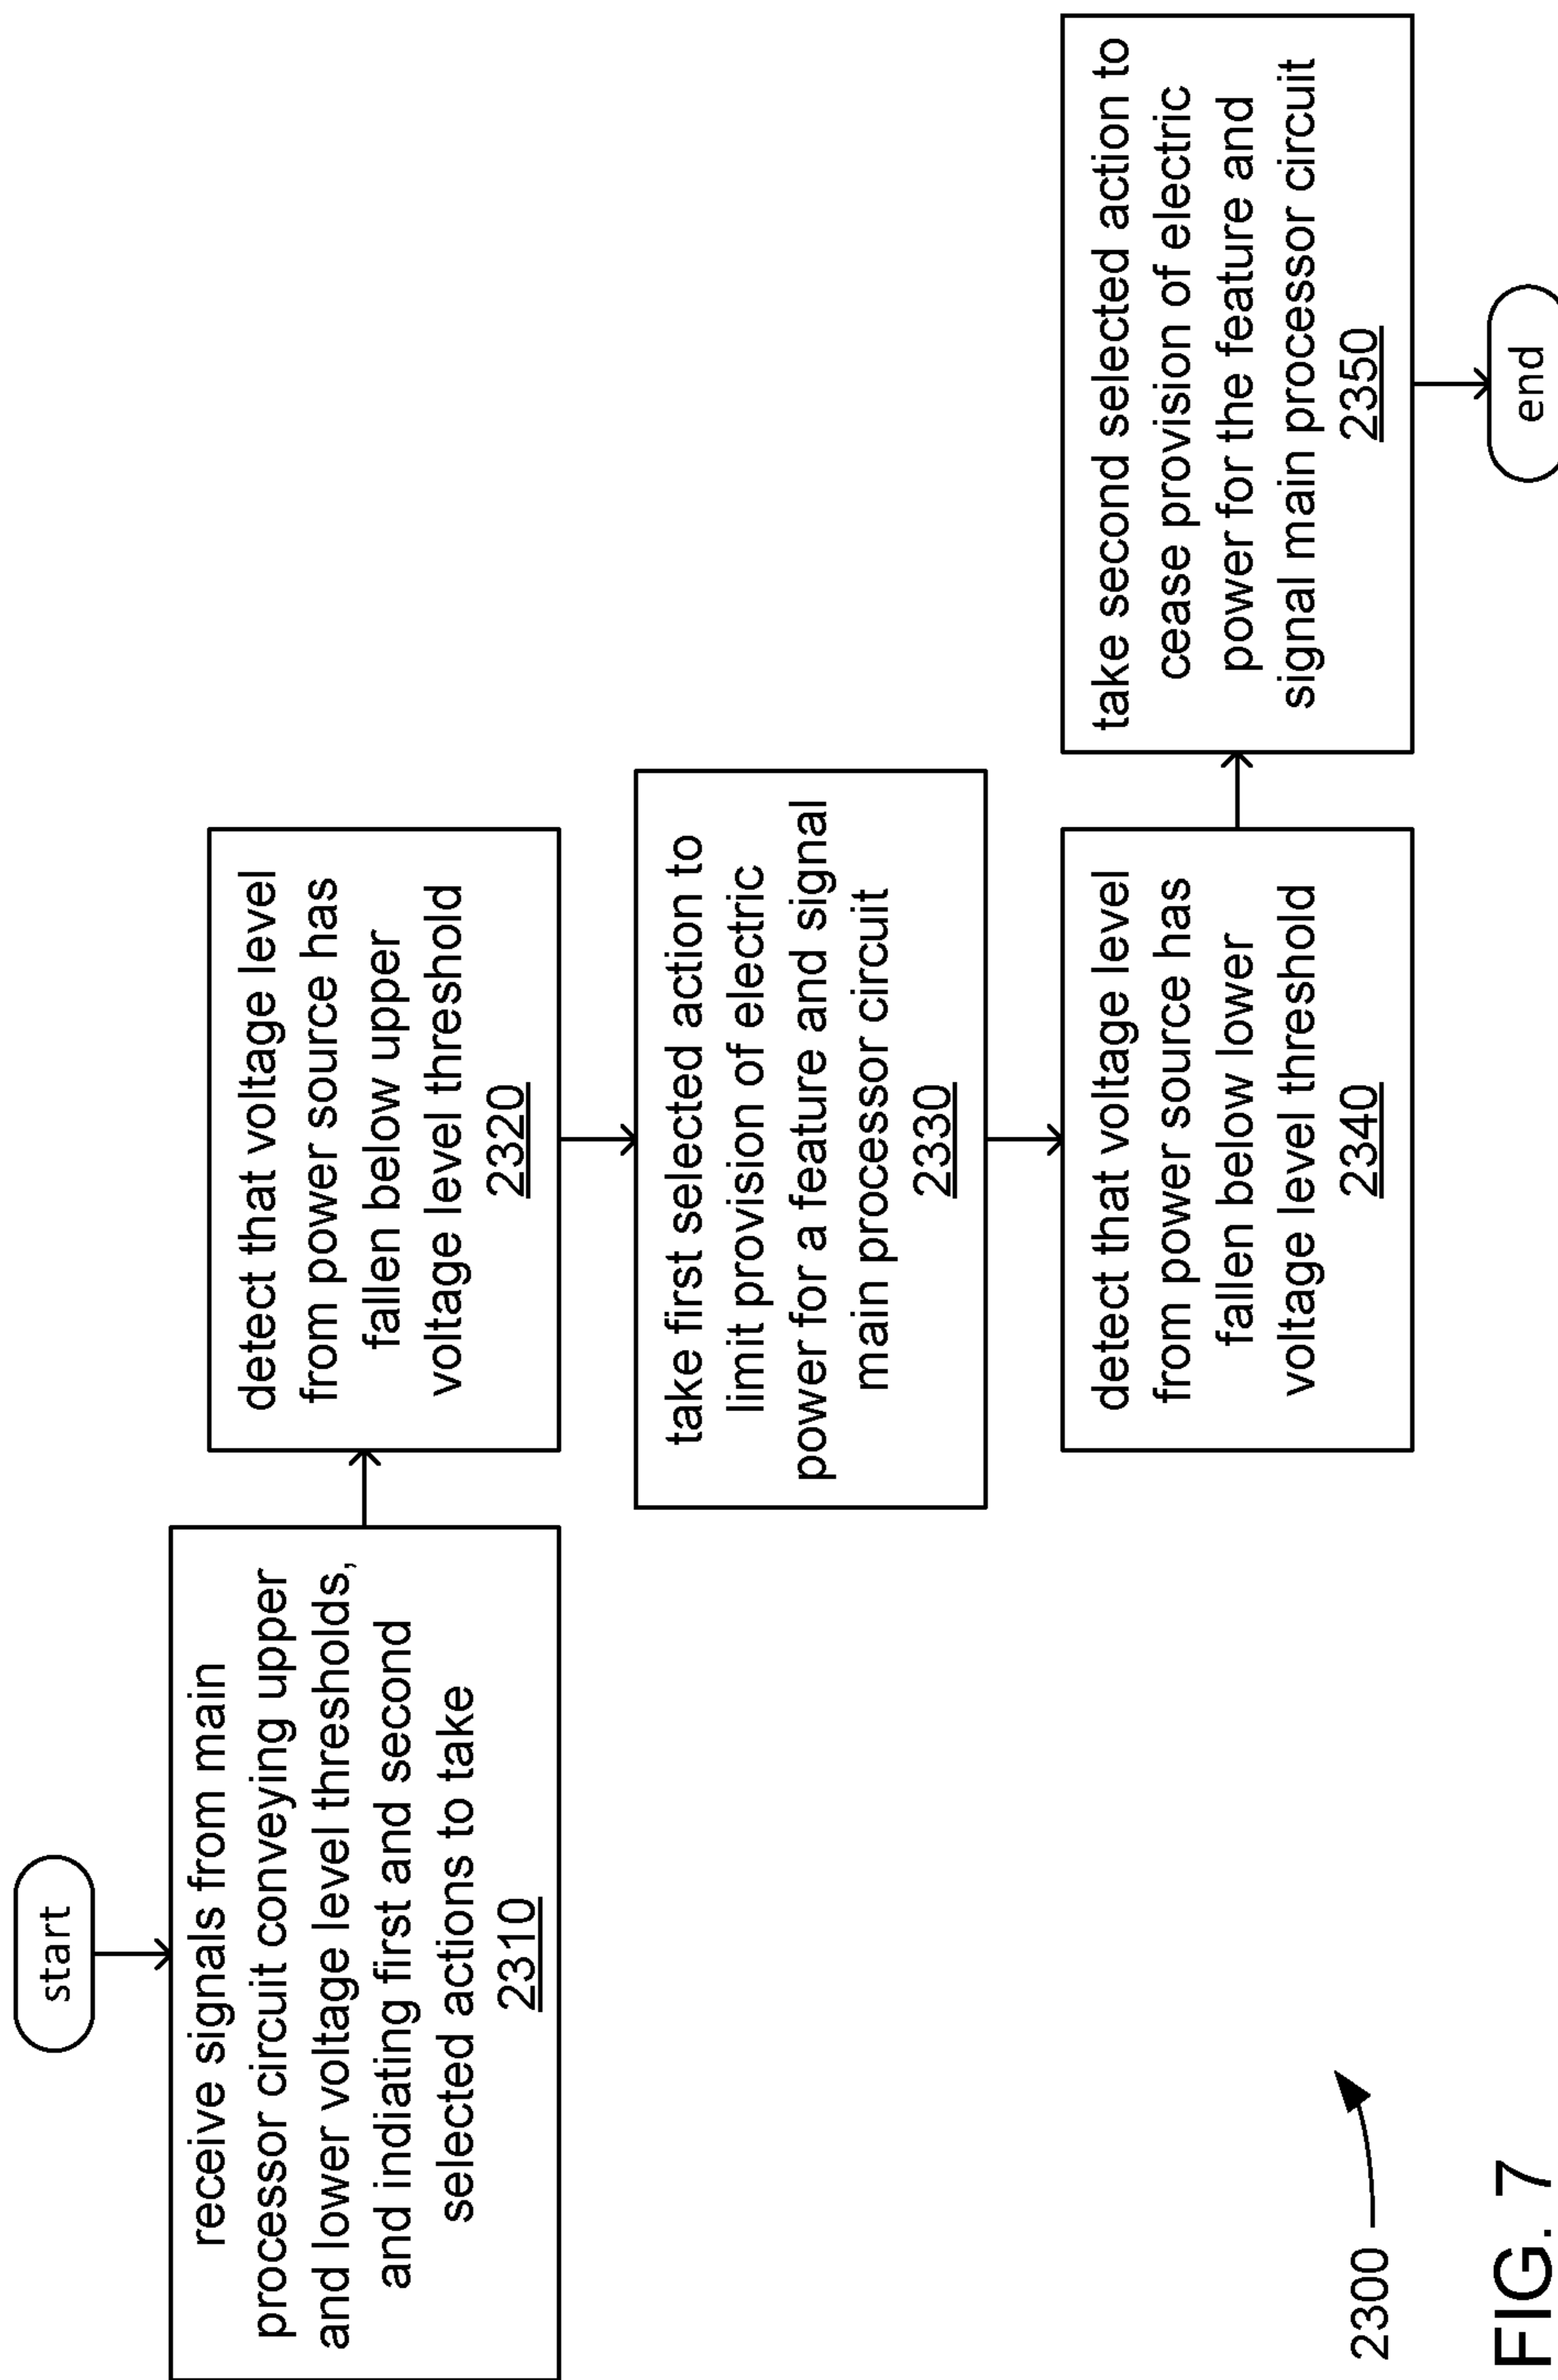 start
receive signals from main
processor circuit conveying upper
and lower voltage level thresholds,
and indiating first and second
selected actions to take
2310
detect that voltage level
from power source has
fallen below upper
voltage level threshold
2320
take first selected action to
limit provision of electric
power for a feature and signal
main processor circuit
2330
detect that voltage level
from power source has
fallen below lower
voltage level threshold
2340
take second selected action to
cease provision of electric
power for the feature and
signal main processor circuit
2350
end
2300
FIG. 7